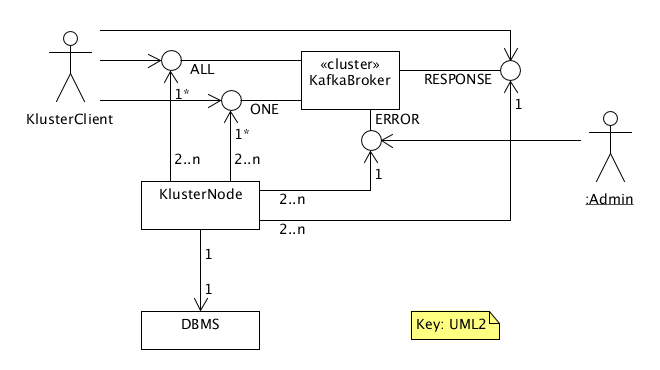 «cluster»
KafkaBroker
ALL
RESPONSE
1*
ONE
1
KlusterClient
ERROR
1*
2..n
2..n
1
:Admin
KlusterNode
2..n
2..n
1
1
DBMS
Key: UML2